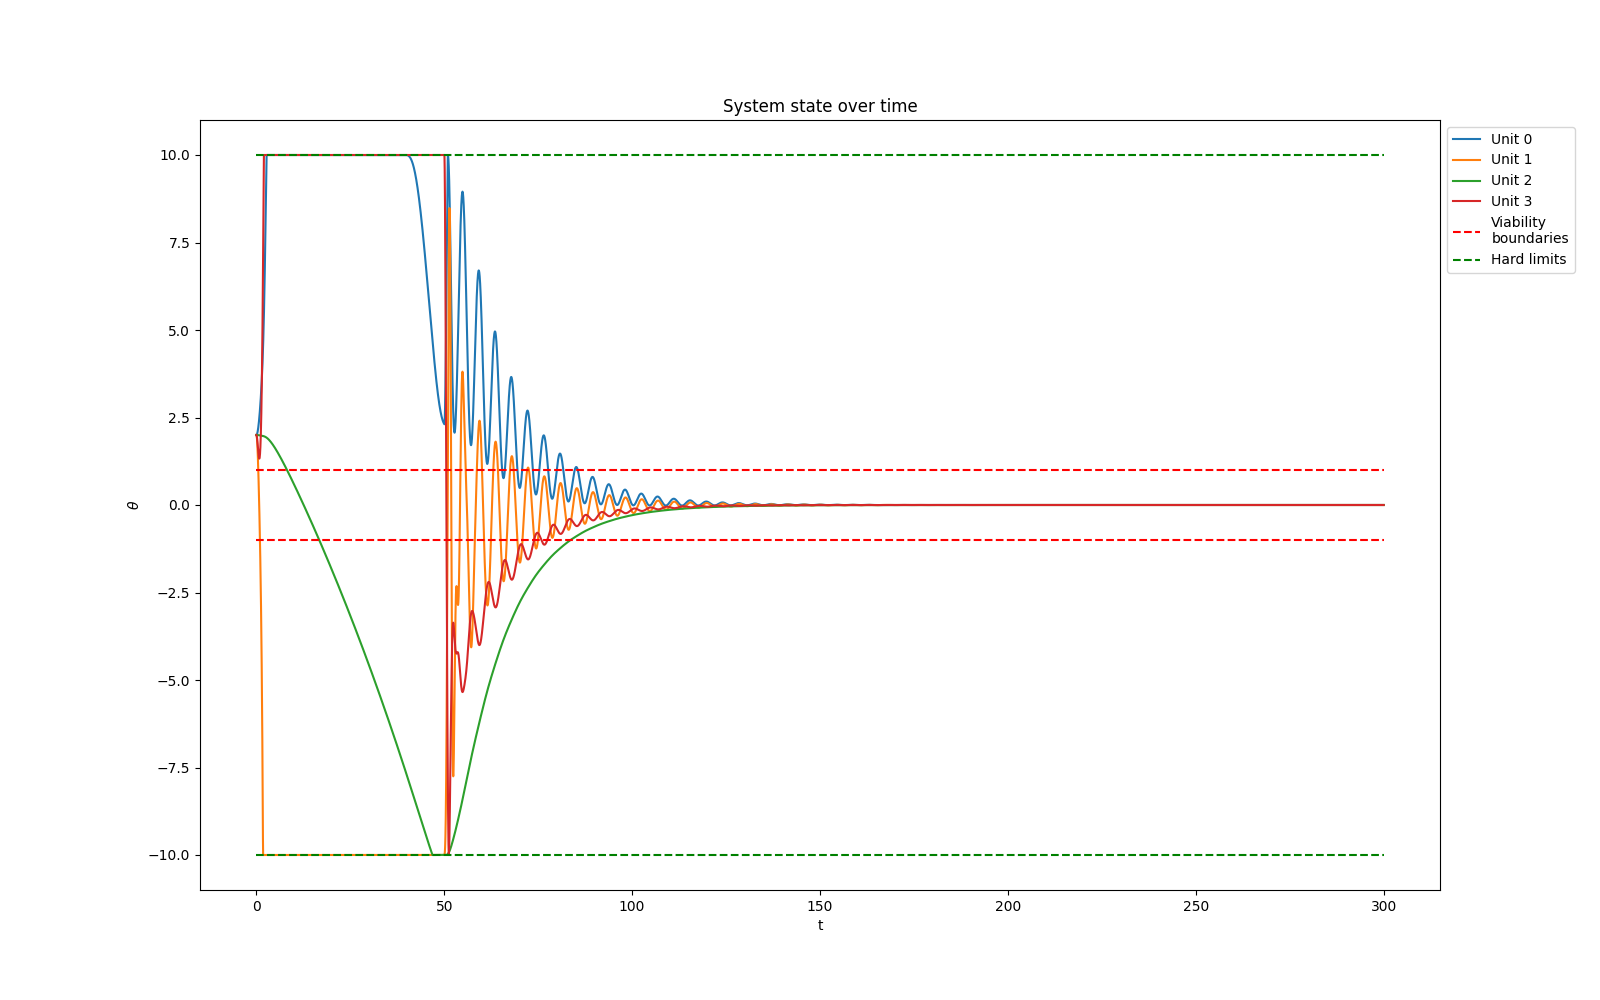 System state over time
10.0
7.5
5.0
2.5
0.0
−2.5
−5.0
−7.5
−10.0
θ
0
50
100
150
200
250
300
t
Unit 0
Unit 1
Unit 2
Unit 3
Viability
boundaries
Hard limits